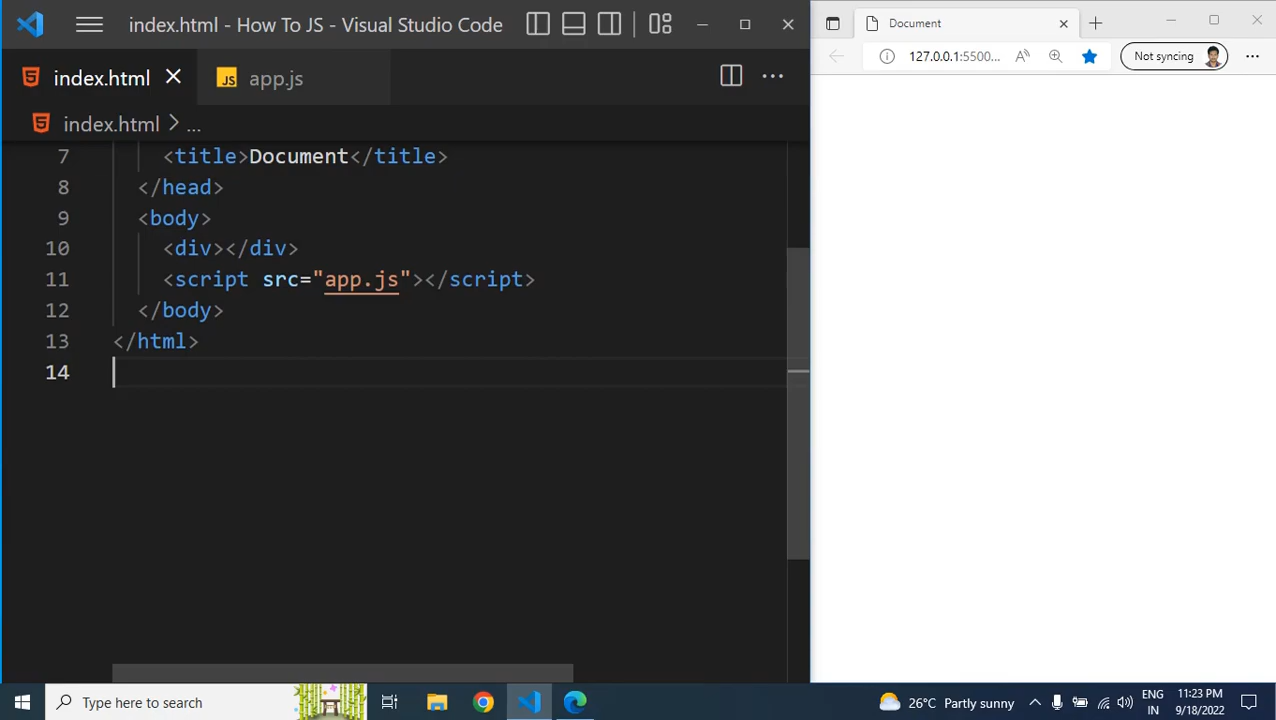 index.html - How To JS - Visual Studio Code
index.html
JS app.js
index.html > ...
7 <title>Document</title>
8 </head>
9 <body>
10 <div></div>
11 <script src="app.js"></script>
12 </body>
13 </html>
14
Document
127.0.0.1:5500...
Not syncing
Type here to search
26°C Partly sunny
ENG
IN
11:23 PM
9/18/2022